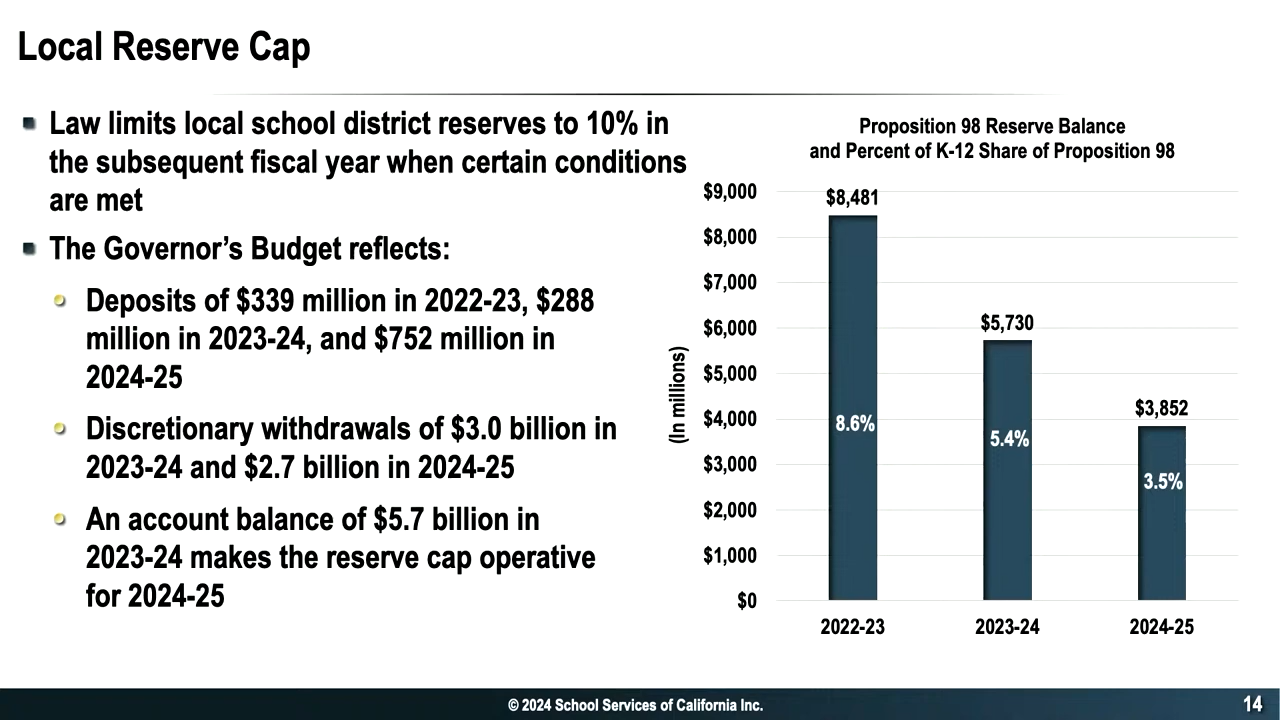 Local Reserve Cap
Law limits local school district reserves to 10% in
the subsequent fiscal year when certain conditions
are met
The Governor’s Budget reflects:
Deposits of $339 million in 2022-23, $288
million in 2023-24, and $752 million in
2024-25
Discretionary withdrawals of $3.0 billion in
2023-24 and $2.7 billion in 2024-25
An account balance of $5.7 billion in
2023-24 makes the reserve cap operative
for 2024-25
Proposition 98 Reserve Balance
and Percent of K-12 Share of Proposition 98
(In millions)
$9,000
$8,000
$7,000
$6,000
$5,000
$4,000
$3,000
$2,000
$1,000
$0
$8,481
$5,730
$3,852
8.6%
5.4%
3.5%
2022-23
2023-24
2024-25
© 2024 School Services of California Inc.
14